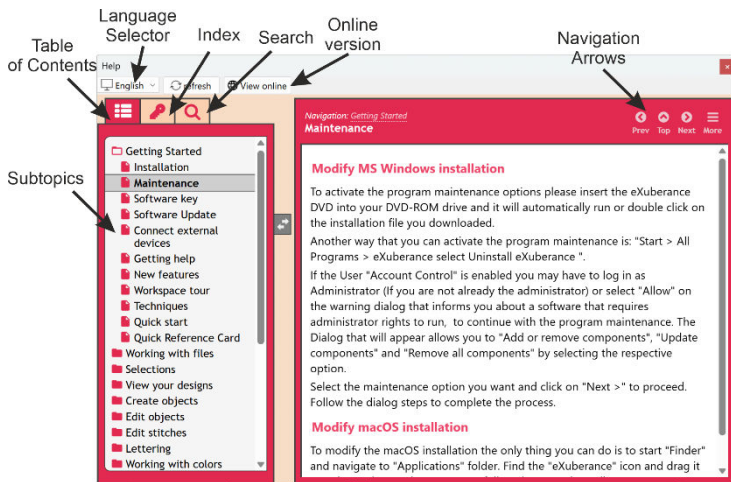 Language
Selector
Table
of Contents
Index
Search
Online
version
Navigation
Arrows
Help
English
refresh
View online
Subtopics
Getting Started
Installation
Maintenance
Software key
Software Update
Connect external
devices
Getting help
New features
Workspace tour
Techniques
Quick start
Quick Reference Card
Working with files
Selections
View your designs
Create objects
Edit objects
Edit stitches
Lettering
Working with colors
Navigation: Getting Started
Maintenance
Prev Top Next More
Modify MS Windows installation
To activate the program maintenance options please insert the eXuberance
DVD into your DVD-ROM drive and it will automatically run or double click on
the installation file you downloaded.
Another way that you can activate the program maintenance is: "Start > All
Programs > eXuberance select Uninstall eXuberance ".
If the User "Account Control" is enabled you may have to log in as
Administrator (If you are not already the administrator) or select "Allow" on
the warning dialog that informs you about a software that requires
administrator rights to run, to continue with the program maintenance. The
Dialog that will appear allows you to "Add or remove components", "Update
components" and "Remove all components" by selecting the respective
option.
Select the maintenance option you want and click on "Next >" to proceed.
Follow the dialog steps to complete the process.
Modify macOS installation
To modify the macOS installation the only thing you can do is to start "Finder"
and navigate to "Applications" folder. Find the "eXuberance" icon and drag it